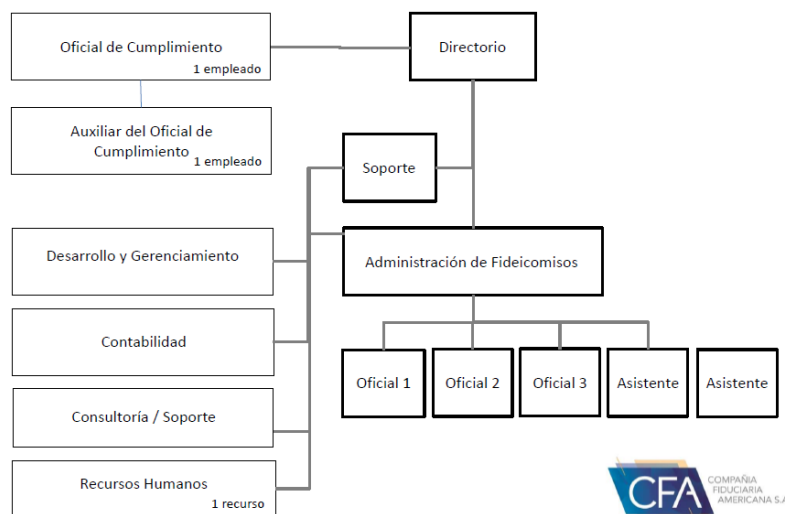 Oficial de Cumplimiento
1 empleado
Directorio
Auxiliar del Oficial de
Cumplimiento
1 empleado
Soporte
Desarrollo y Gerenciamiento
Administración de Fideicomisos
Contabilidad
Oficial 1
Oficial 2
Oficial 3
Asistente
Asistente
Consultoría / Soporte
Recursos Humanos
1 recurso
CFA
COMPAÑIA
FIDUCIARIA
AMERICANA S.A